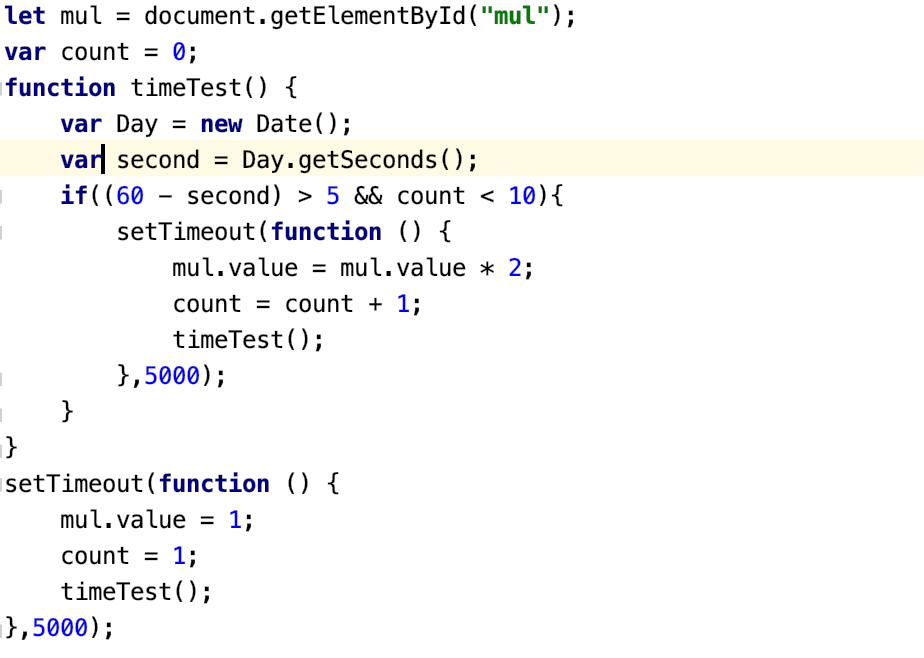 let mul = document.getElementById("mul");
var count = 0;
function timeTest() {
    var Day = new Date();
    var second = Day.getSeconds();
    if((60 - second) > 5 && count < 10){
        setTimeout(function () {
            mul.value = mul.value * 2;
            count = count + 1;
            timeTest();
        },5000);
    }
}
setTimeout(function () {
    mul.value = 1;
    count = 1;
    timeTest();
},5000);